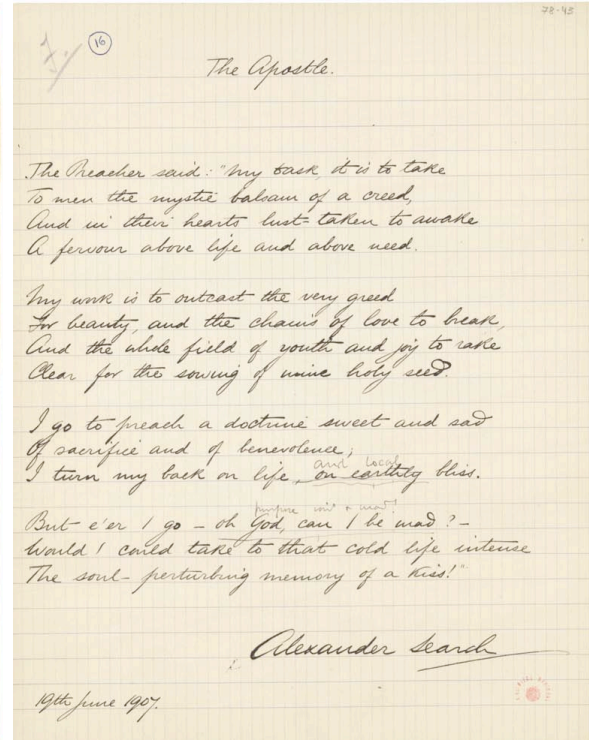 78-42
16
The Apostle.
The Preacher said: "My task, it is to take
To men the mystic balsam of a creed,
And in their hearts lust-taken to awake
A fervour above life and above need.
My work is to outcast the very greed
For beauty, and the chains of love to break,
And the whole field of youth and joy to rake
Clear for the sowing of mine holy seed.
I go to preach a doctrine sweet and sad
Of sacrifice and of benevolence;
and local
I turn my back on life, on earthly bliss.
purpose void & mad!
But e'er I go – oh God, can I be mad? –
Would I could take to that cold life intense
The soul-perturbing memory of a kiss!"
Alexander Search
19th June 1907.